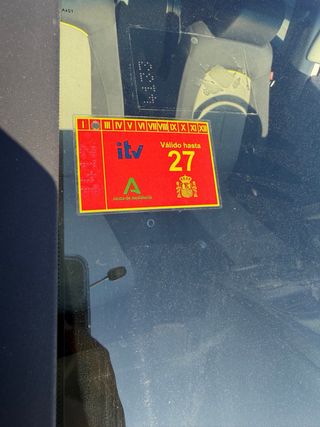 I III IV V VI VII VIII IX X XI XII
itv
Válido hasta
27
Junta de Andalucía